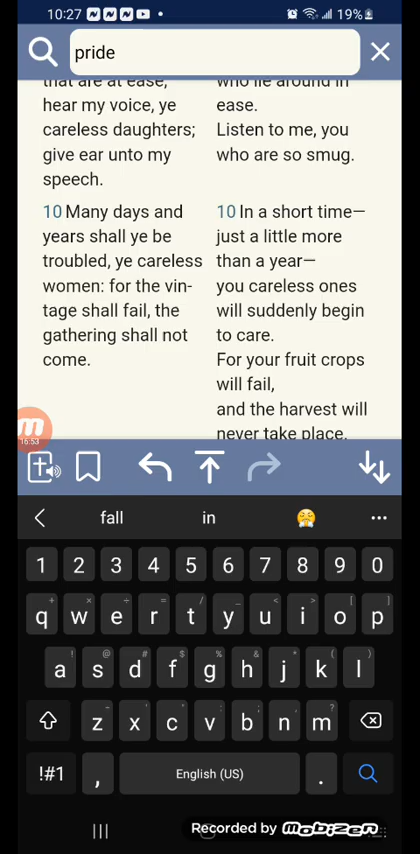 10:27 19%
pride
that are at ease,
hear my voice, ye
careless daughters;
give ear unto my
speech.
10 Many days and
years shall ye be
troubled, ye careless
women: for the vin-
tage shall fail, the
gathering shall not
come.
who lie around in
ease.
Listen to me, you
who are so smug.
10 In a short time—
just a little more
than a year—
you careless ones
will suddenly begin
to care.
For your fruit crops
will fail,
and the harvest will
never take place.
16:53
fall in
1 2 3 4 5 6 7 8 9 0
q w e r t y u i o p
a s d f g h j k l
z x c v b n m
!#1 , English (US) .
Recorded by mobizen